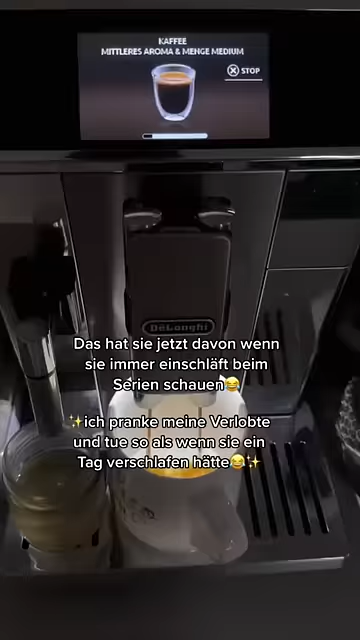 KAFFEE
MITTLERES AROMA & MENGE MEDIUM
STOP
DēLonghi
Das hat sie jetzt davon wenn
sie immer einschläft beim
Serien schauen😂
✨ich pranke meine Verlobte
und tue so als wenn sie ein
Tag verschlafen hätte😂✨